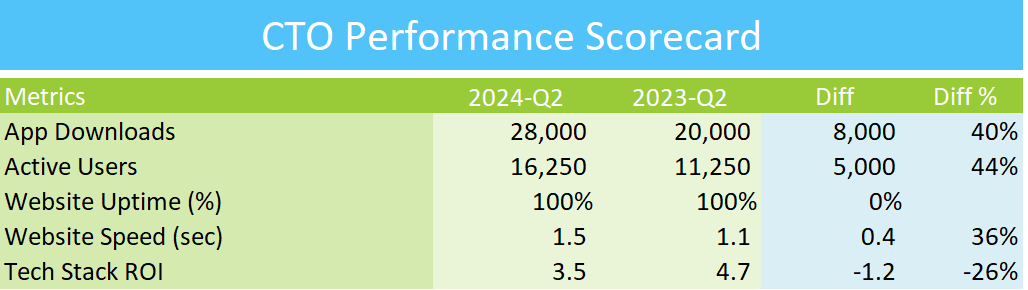 CTO Performance Scorecard
Metrics 2024-Q2 2023-Q2 Diff Diff %
App Downloads 28,000 20,000 8,000 40%
Active Users 16,250 11,250 5,000 44%
Website Uptime (%) 100% 100% 0%
Website Speed (sec) 1.5 1.1 0.4 36%
Tech Stack ROI 3.5 4.7 -1.2 -26%